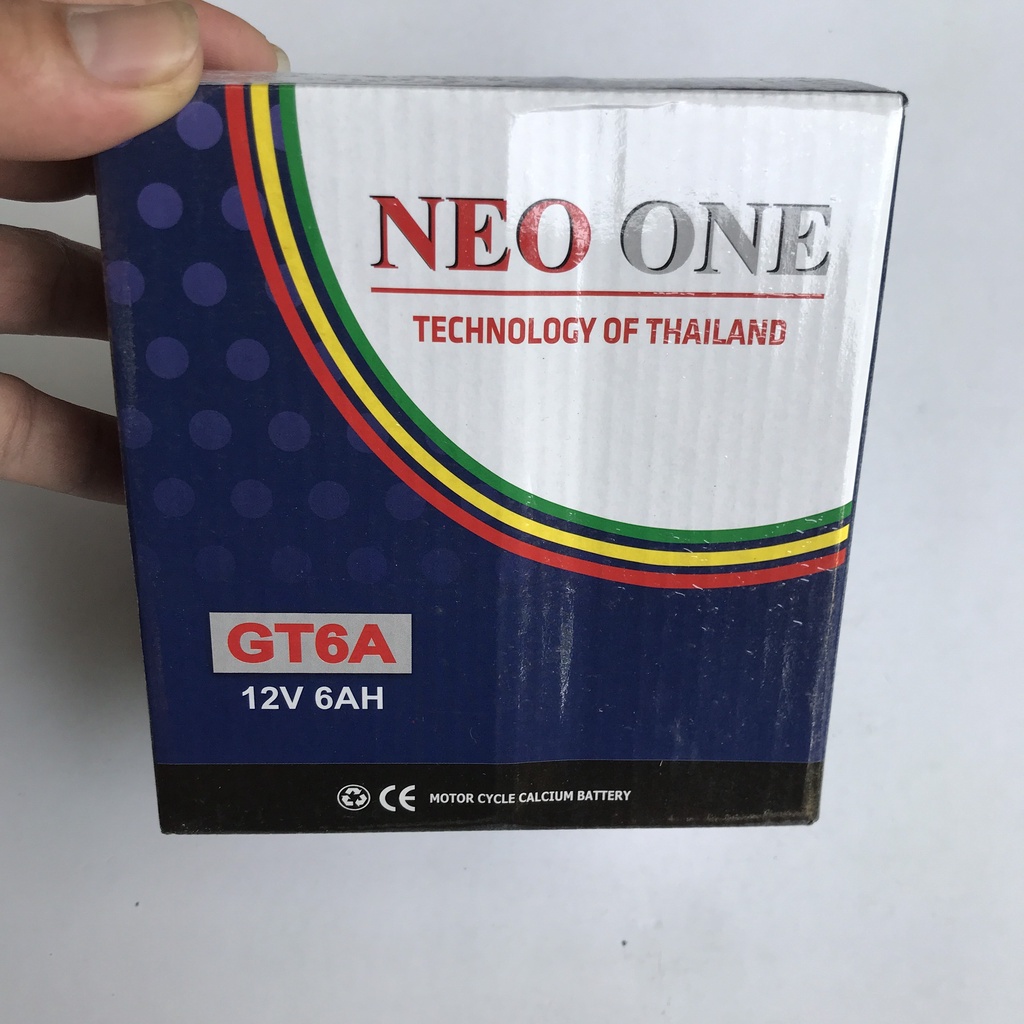 NEO ONE
TECHNOLOGY OF THAILAND
GT6A
12V 6AH
CE MOTOR CYCLE CALCIUM BATTERY